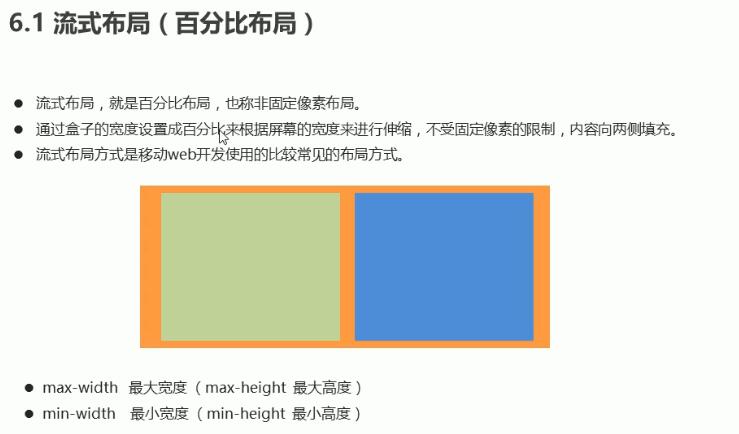 6.1 流式布局（百分比布局）
● 流式布局，就是百分比布局，也称非固定像素布局。
● 通过盒子的宽度设置成百分比来根据屏幕的宽度来进行伸缩，不受固定像素的限制，内容向两侧填充。
● 流式布局方式是移动web开发使用的比较常见的布局方式。
● max-width 最大宽度（max-height 最大高度）
● min-width 最小宽度（min-height 最小高度）